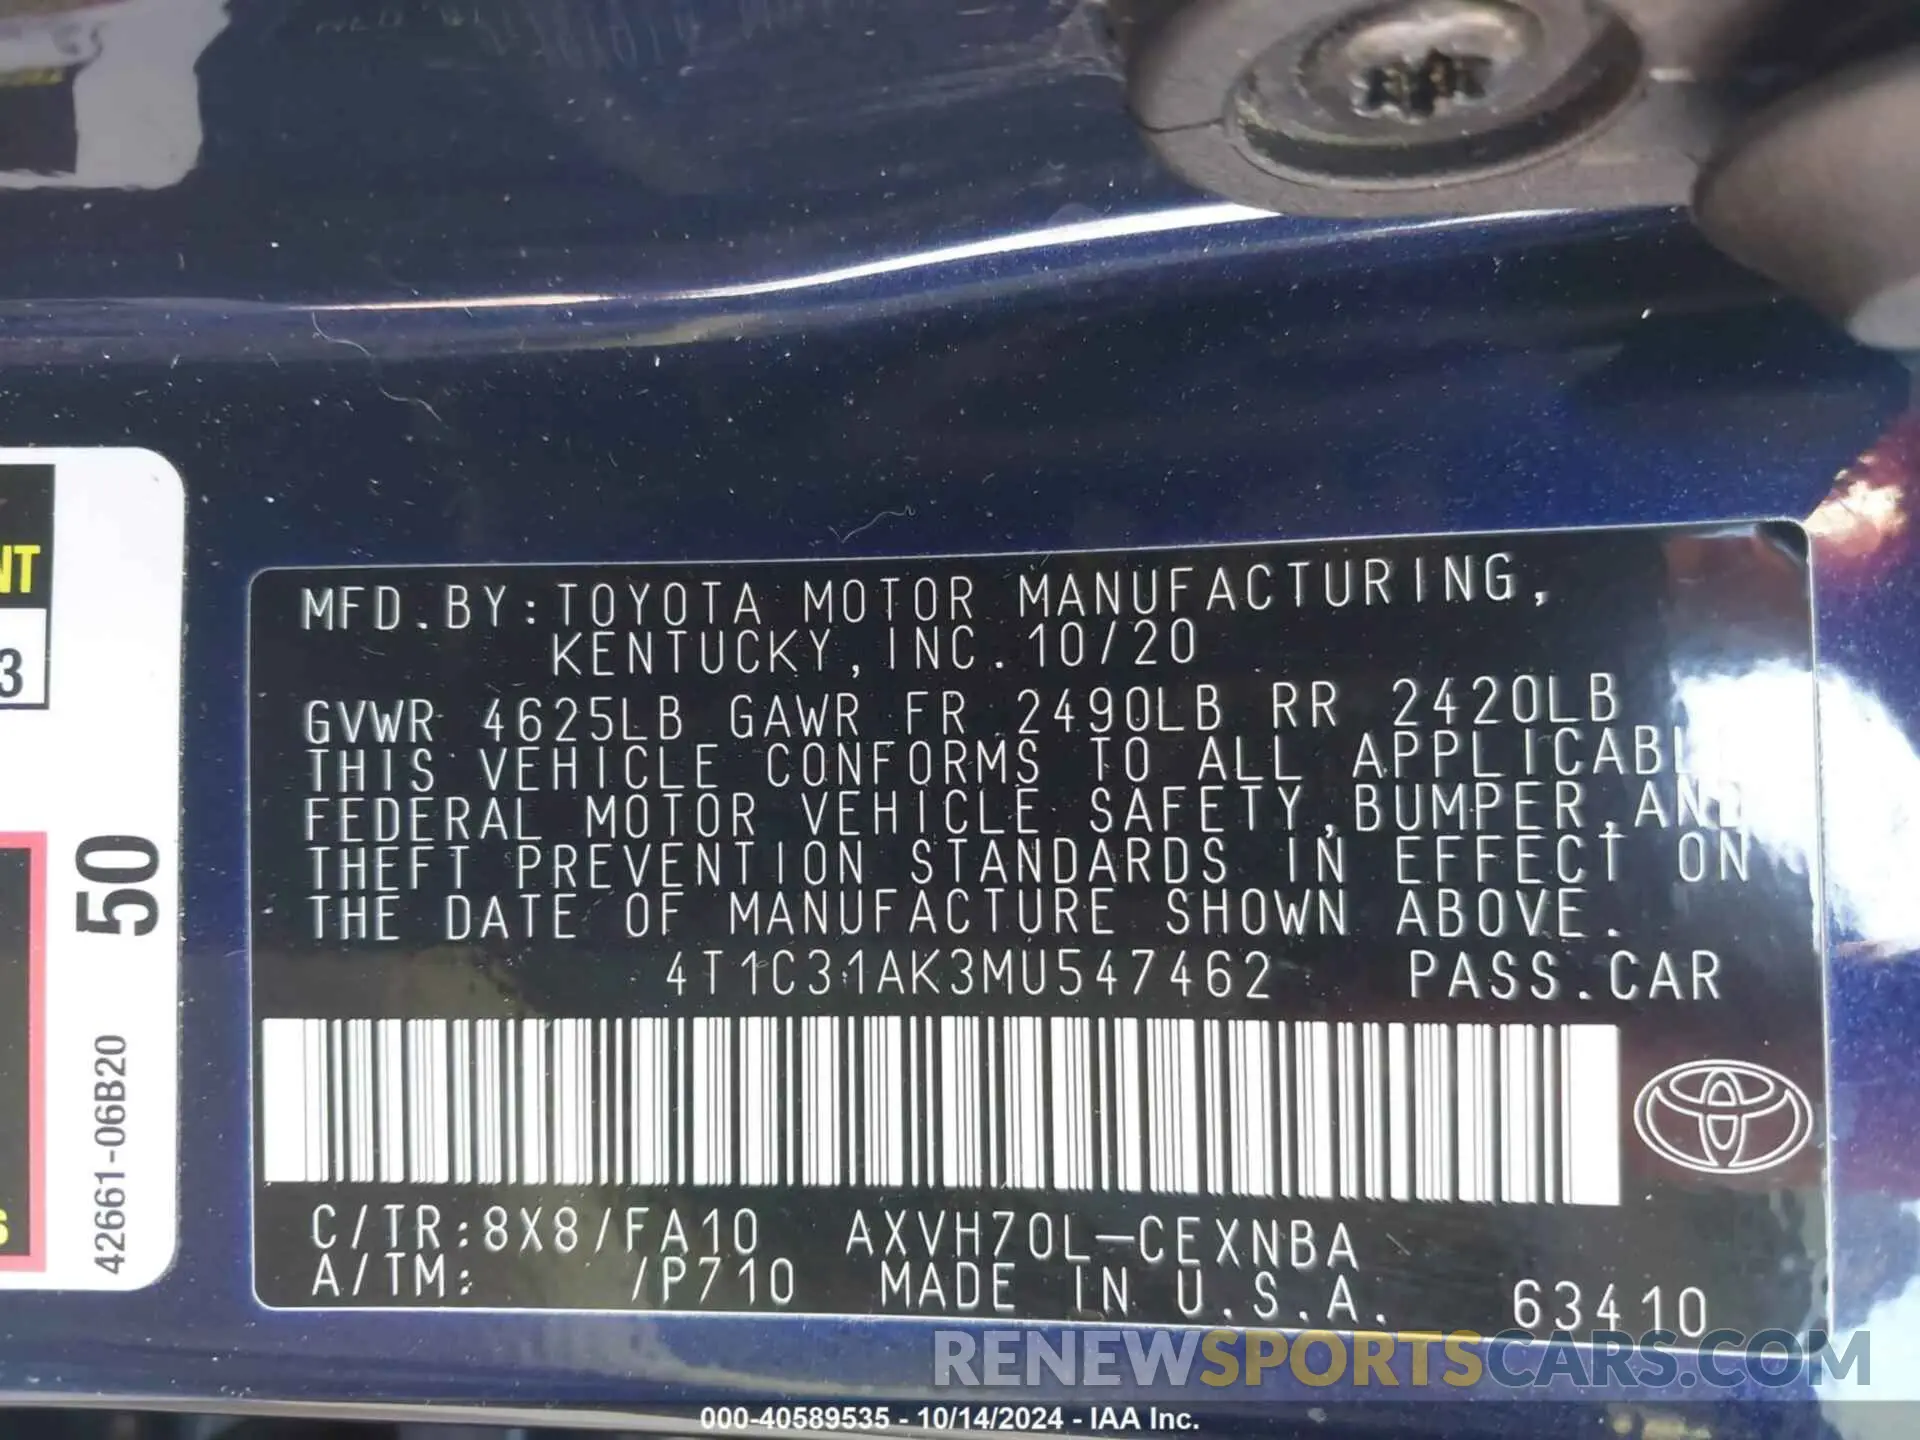 NT
3
50
42661-06B20
S
MFD.BY:TOYOTA MOTOR MANUFACTURING,
KENTUCKY,INC.10/20
GVWR 4625LB GAWR FR 2490LB RR 2420LB
THIS VEHICLE CONFORMS TO ALL APPLICABLE
FEDERAL MOTOR VEHICLE SAFETY,BUMPER,AND
THEFT PREVENTION STANDARDS IN EFFECT ON
THE DATE OF MANUFACTURE SHOWN ABOVE.
4T1C31AK3MU547462 PASS.CAR
C/TR:8X8/FA10 AXVH70L-CEXNBA
A/TM: /P710 MADE IN U.S.A. 63410
RENEWSPORTSCARS.COM
000-40589535 - 10/14/2024 - IAA Inc.